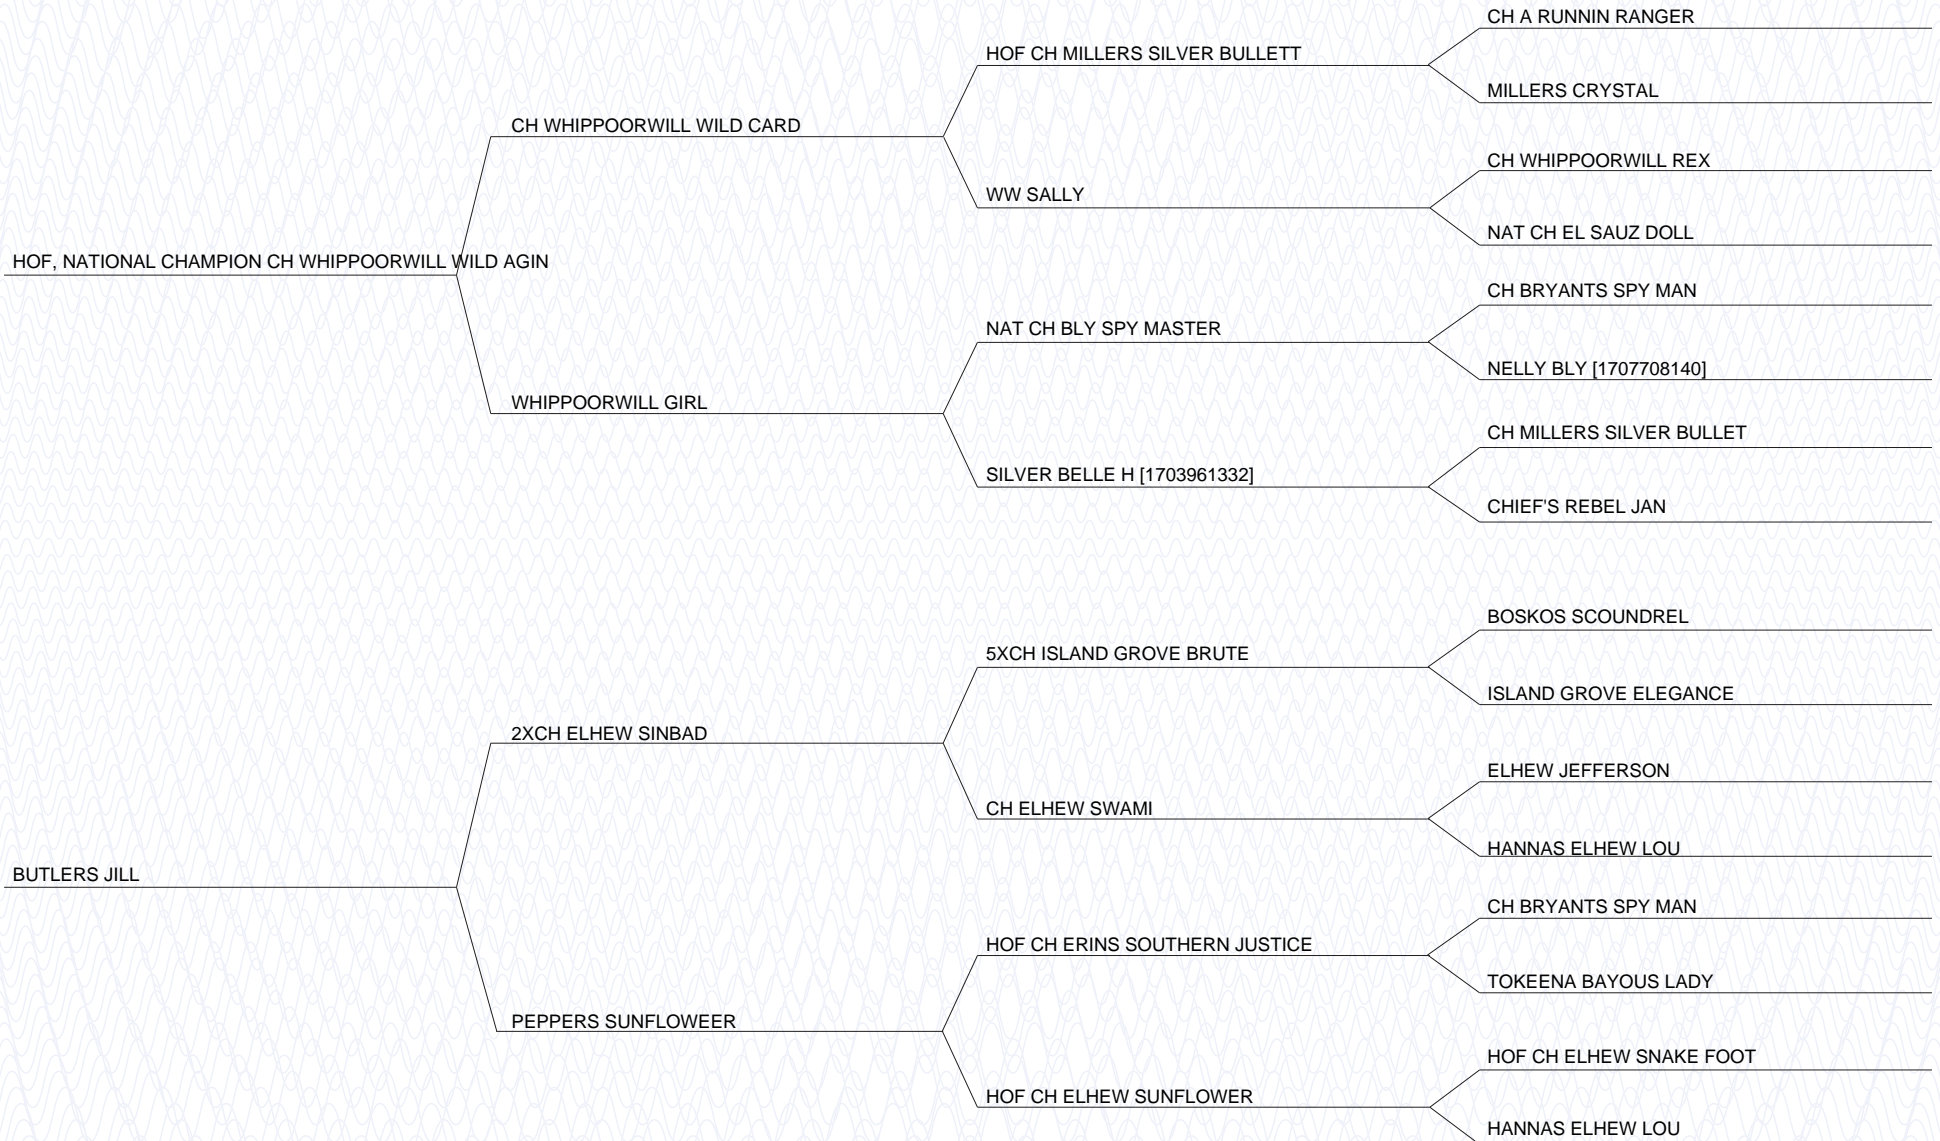 CH A RUNNIN RANGER
HOF CH MILLERS SILVER BULLETT
MILLERS CRYSTAL
CH WHIPPOORWILL WILD CARD
CH WHIPPOORWILL REX
WW SALLY
NAT CH EL SAUZ DOLL
HOF, NATIONAL CHAMPION CH WHIPPOORWILL WILD AGIN
CH BRYANTS SPY MAN
NAT CH BLY SPY MASTER
NELLY BLY [1707708140]
WHIPPOORWILL GIRL
CH MILLERS SILVER BULLET
SILVER BELLE H [1703961332]
CHIEF'S REBEL JAN
BOSKOS SCOUNDREL
5XCH ISLAND GROVE BRUTE
ISLAND GROVE ELEGANCE
2XCH ELHEW SINBAD
ELHEW JEFFERSON
CH ELHEW SWAMI
HANNAS ELHEW LOU
BUTLERS JILL
CH BRYANTS SPY MAN
HOF CH ERINS SOUTHERN JUSTICE
TOKEENA BAYOUS LADY
PEPPERS SUNFLOWEER
HOF CH ELHEW SNAKE FOOT
HOF CH ELHEW SUNFLOWER
HANNAS ELHEW LOU